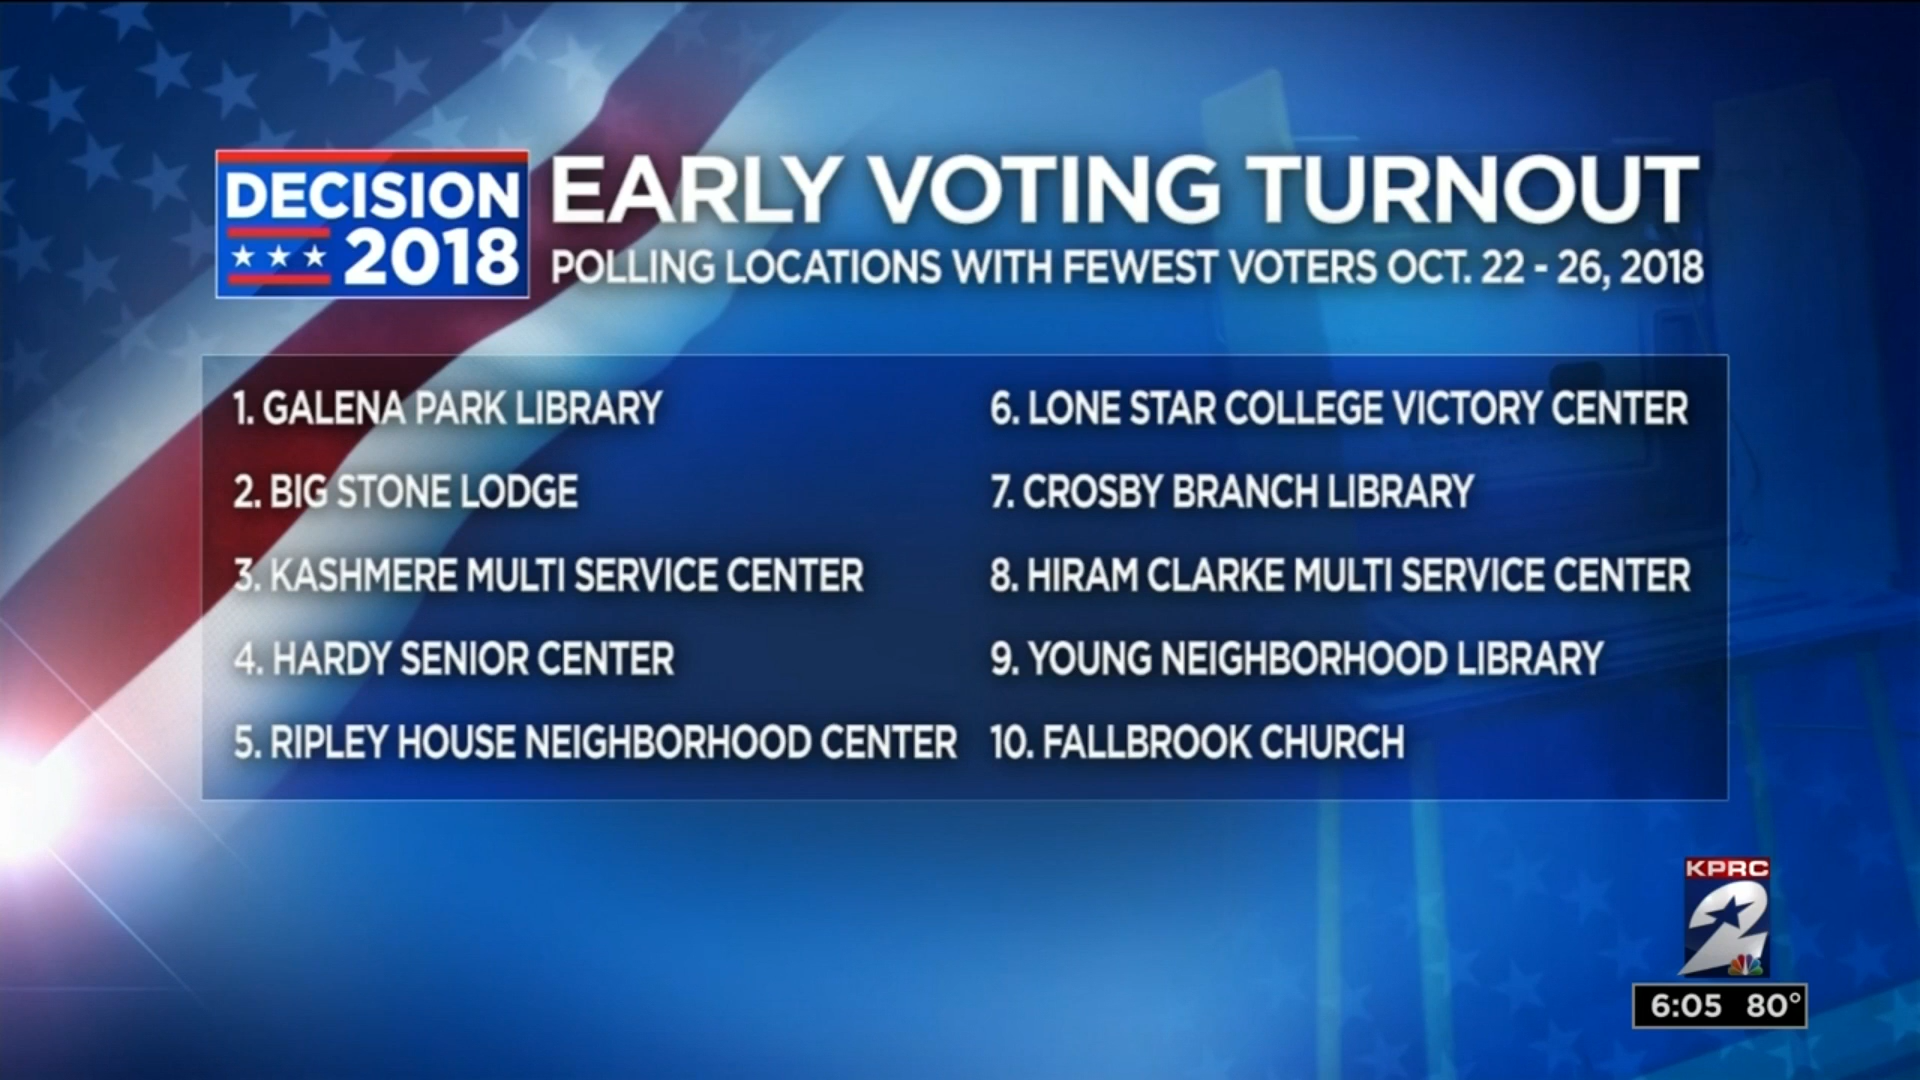 DECISION
2018
EARLY VOTING TURNOUT
POLLING LOCATIONS WITH FEWEST VOTERS OCT. 22 - 26, 2018
1. GALENA PARK LIBRARY
2. BIG STONE LODGE
3. KASHMERE MULTI SERVICE CENTER
4. HARDY SENIOR CENTER
5. RIPLEY HOUSE NEIGHBORHOOD CENTER
6. LONE STAR COLLEGE VICTORY CENTER
7. CROSBY BRANCH LIBRARY
8. HIRAM CLARKE MULTI SERVICE CENTER
9. YOUNG NEIGHBORHOOD LIBRARY
10. FALLBROOK CHURCH
KPRC
2
6:05 80°